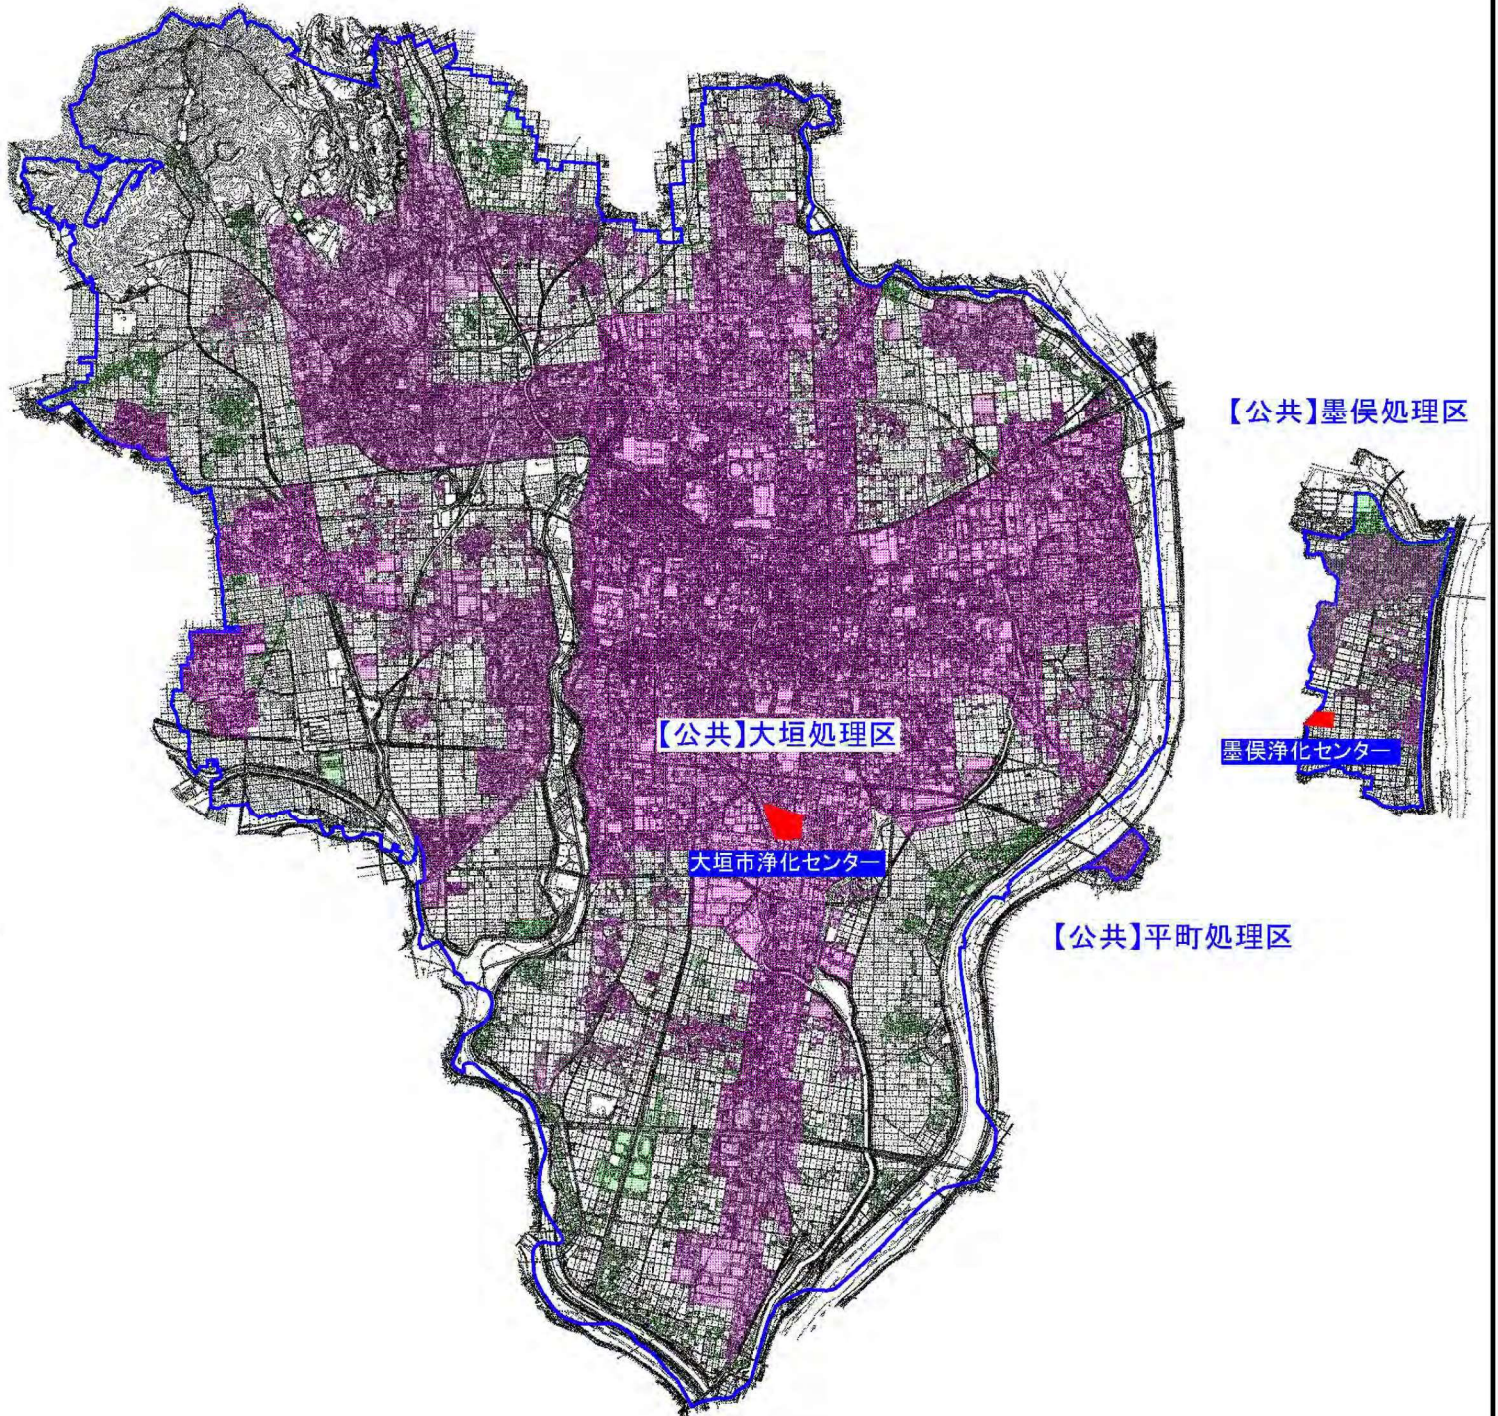 【公共】墨俣処理区
【公共】大垣処理区
墨俣浄化センター
大垣市浄化センター
【公共】平町処理区